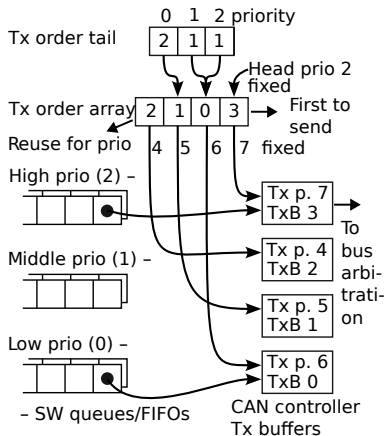 0 1 2 priority
Tx order tail 2 1 1
Head prio 2
fixed
Tx order array 2 1 0 3 First to
send
Reuse for prio 4 5 6 7 fixed
High prio (2) –
Tx p. 7
TxB 3
To
bus
arbi-
trati-
on
Tx p. 4
TxB 2
Middle prio (1) –
Tx p. 5
TxB 1
Low prio (0) –
Tx p. 6
TxB 0
– SW queues/FIFOs
CAN controller
Tx buffers